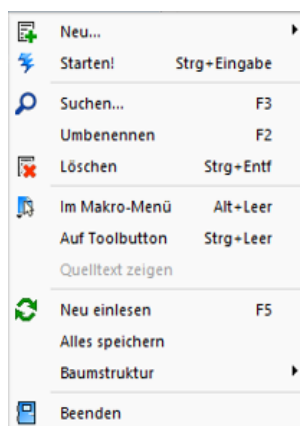 Neu...
Starten! Strg+Eingabe
Suchen... F3
Umbenennen F2
Löschen Strg+Entf
Im Makro-Menü Alt+Leer
Auf Toolbutton Strg+Leer
Quelltext zeigen
Neu einlesen F5
Alles speichern
Baumstruktur
Beenden